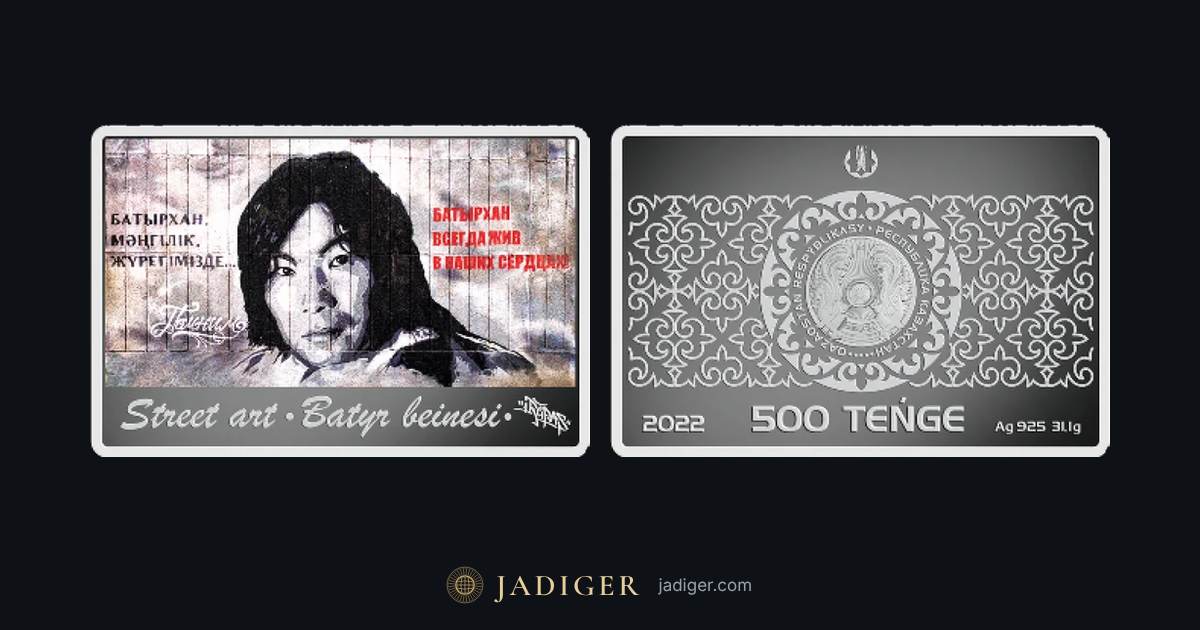 БАТЫРХАН,
МӘҢГІЛІК,
ЖҮРЕГІМІЗДЕ...
БАТЫРХАН
ВСЕГДА ЖИВ
В НАШИХ СЕРДЦАХ!
Street art • Batyr beinesi •
QAZAQSTAN RESPÝBLIKASY • РЕСПУБЛИКА КАЗАХСТАН
2022
500 TEŃGE
Ag 925 31.1g
JADIGER
jadiger.com